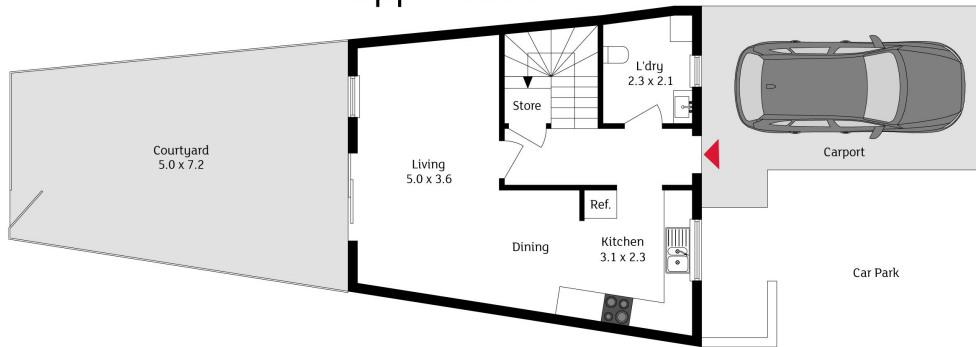 Courtyard
5.0 x 7.2
Living
5.0 x 3.6
Store
L'dry
2.3 x 2.1
Carport
Ref.
Dining
Kitchen
3.1 x 2.3
Car Park